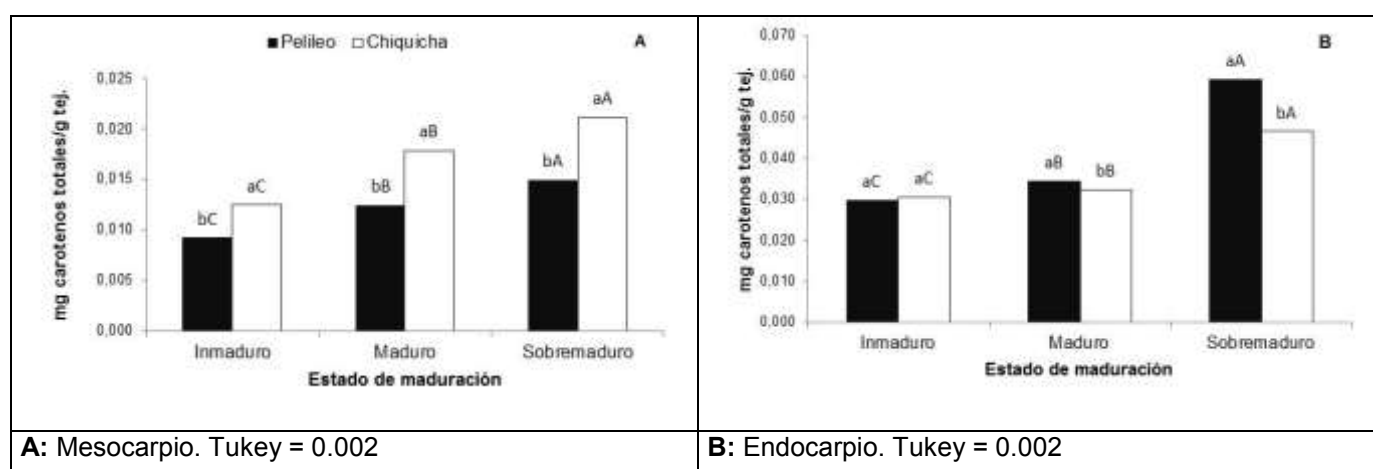 ■Pelileo □Chiquicha
A
mg carotenos totales/g tej.
0,025
0,020
0,015
0,010
0,005
0,000
bC
aC
bB
aB
bA
aA
Inmaduro Maduro Sobremaduro
Estado de maduración
B
mg carotenos totales/g tej.
0,070
0,060
0,050
0,040
0,030
0,020
0,010
0,000
aC
aC
aB
bB
aA
bA
Inmaduro Maduro Sobremaduro
Estado de maduración
A: Mesocarpio. Tukey = 0.002
B: Endocarpio. Tukey = 0.002